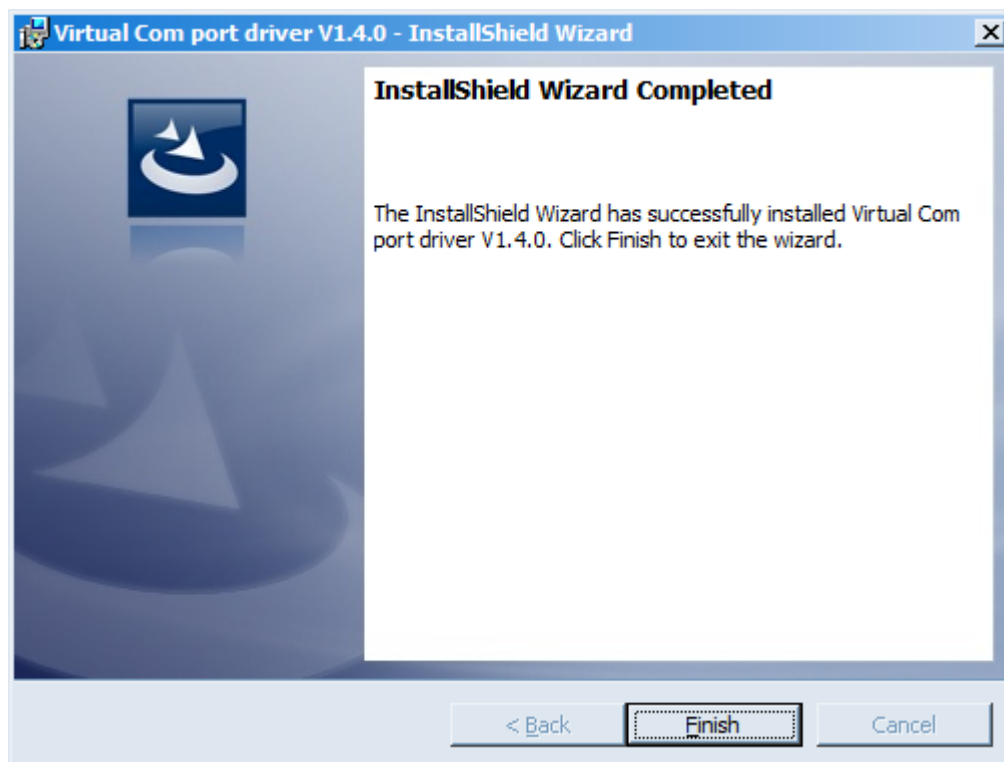 Virtual Com port driver V1.4.0 - InstallShield Wizard
InstallShield Wizard Completed
The InstallShield Wizard has successfully installed Virtual Com
port driver V1.4.0. Click Finish to exit the wizard.
< Back
Finish
Cancel